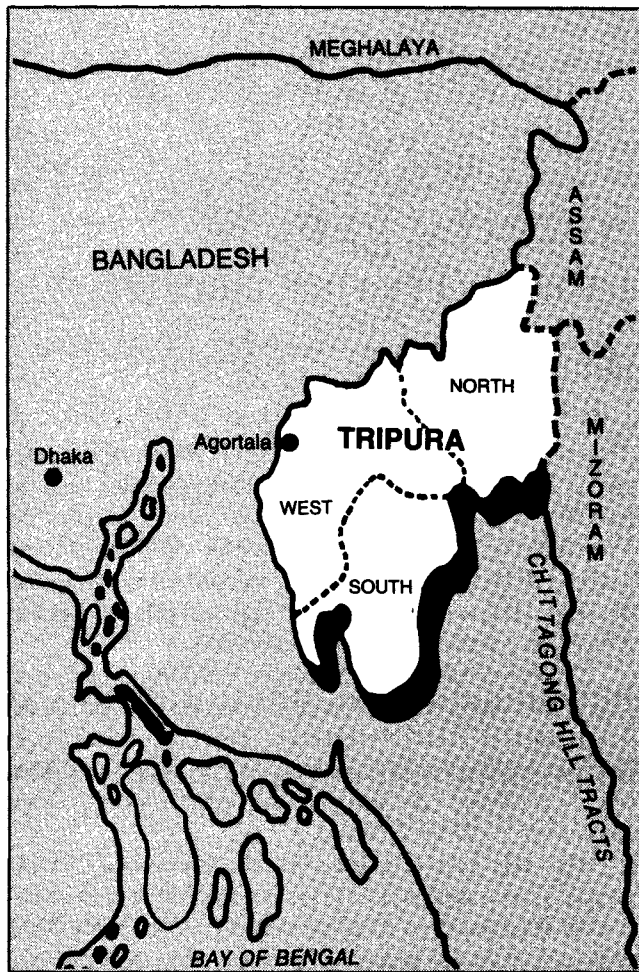 MEGHALAYA
ASSAM
BANGLADESH
NORTH
Agortala
TRIPURA
Dhaka
MIZORAM
WEST
SOUTH
CHITTAGONG HILL TRACTS
BAY OF BENGAL